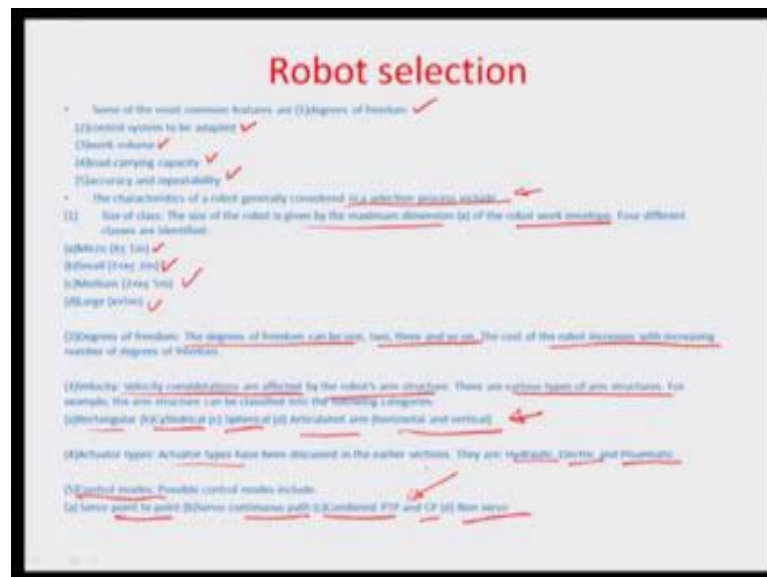 Robot selection
• Some of the most common features are (1)degrees of freedom
(2)control system to be adapted
(3)work volume
(4)load-carrying capacity
(5)accuracy and repeatability
• The characteristics of a robot generally considered in a selection process include:
(1) Size of class: The size of the robot is given by the maximum dimension (x) of the robot work envelope. Four different
classes are identified:
(a)Micro
(b)Small
(c)Medium
(d)Large
(2)Degrees of freedom: The degrees of freedom can be one, two, three and so on. The cost of the robot increases with increasing
number of degrees of freedom.
(3)Velocity: Velocity considerations are affected by the robot's arm structure. There are various types of arm structures. For
example, the arm structure can be classified into the following categories:
(a)Rectangular (b)Cylindrical (c) Spherical (d) Articulated arm (horizontal and vertical)
(4)Actuator types: Actuator types have been discussed in the earlier sections. They are: Hydraulic, Electric and Pneumatic.
(5)Control modes: Possible control modes include:
(a) Servo point to point (b)Servo continuous path (c)Combined PTP and CP (d) Non servo